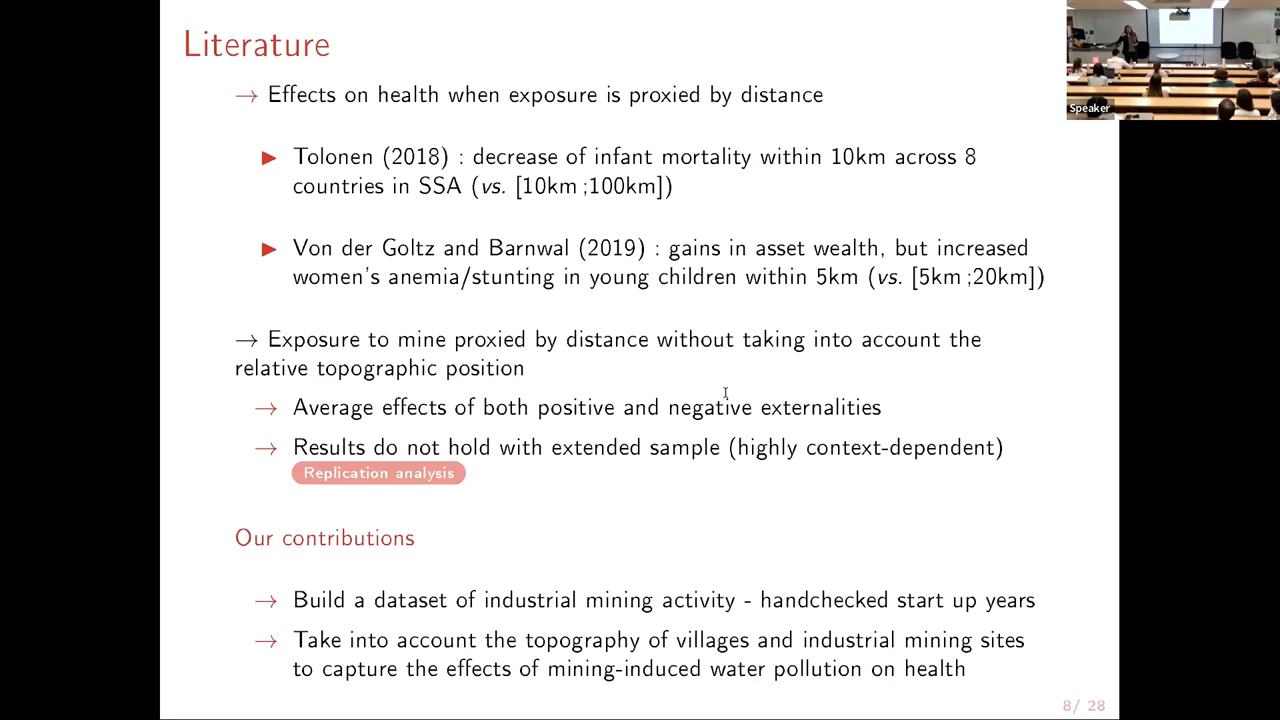 Literature
→ Effects on health when exposure is proxied by distance
▶ Tolonen (2018) : decrease of infant mortality within 10km across 8
countries in SSA (vs. [10km ;100km])
▶ Von der Goltz and Barnwal (2019) : gains in asset wealth, but increased
women's anemia/stunting in young children within 5km (vs. [5km ;20km])
→ Exposure to mine proxied by distance without taking into account the
relative topographic position
→ Average effects of both positive and negative externalities
→ Results do not hold with extended sample (highly context-dependent)
Replication analysis
Our contributions
→ Build a dataset of industrial mining activity - handchecked start up years
→ Take into account the topography of villages and industrial mining sites
to capture the effects of mining-induced water pollution on health
8/ 28
Speaker